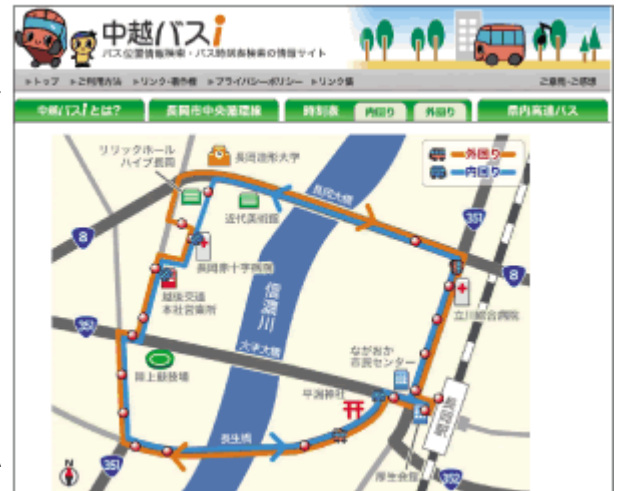 中越バスi
バス位置情報検索・バス時刻表検索の情報サイト
トップ
ご利用方法
リンク・著作権
プライバシーポリシー
リンク集
ご意見・ご感想
中越バスiとは?
長岡市中央循環線
時刻表
内回り
外回り
県内高速バス
リリックホール
ハイブ長岡
長岡造形大学
外回り
内回り
長岡大橋
351
近代美術館
8
長岡赤十字病院
8
越後交通
本社営業所
信濃川
立川綜合病院
351
大手大橋
ながおか
市民センター
陸上競技場
平潟神社
長岡駅
長生橋
N
351
厚生会館
352